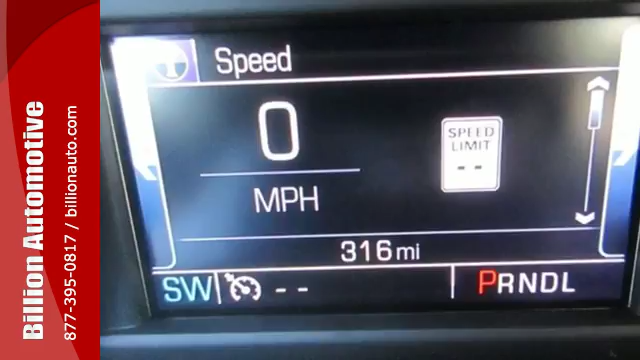 Billion Automotive
877-395-0817 / billionauto.com
Speed
0
MPH
SPEED
LIMIT
--
316 mi
SW -- PRNDL